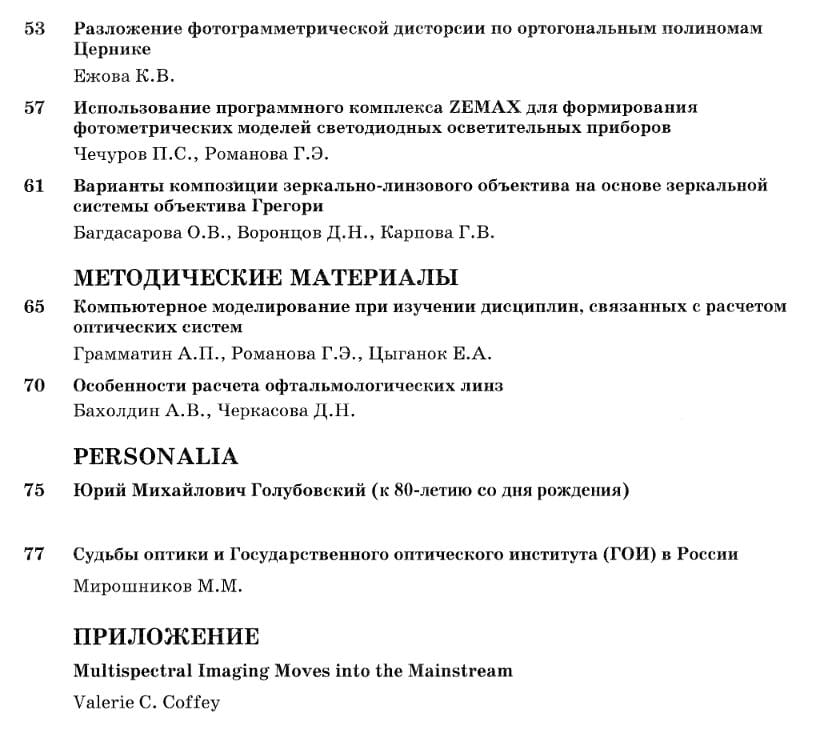 53 Разложение фотограмметрической дисторсии по ортогональным полиномам
Цернике
Ежова К.В.
57 Использование программного комплекса ZEMAX для формирования
фотометрических моделей светодиодных осветительных приборов
Чечуров П.С., Романова Г.Э.
61 Варианты композиции зеркально-линзового объектива на основе зеркальной
системы объектива Грегори
Багдасарова О.В., Воронцов Д.Н., Карпова Г.В.
МЕТОДИЧЕСКИЕ МАТЕРИАЛЫ
65 Компьютерное моделирование при изучении дисциплин, связанных с расчетом
оптических систем
Грамматин А.П., Романова Г.Э., Цыганок Е.А.
70 Особенности расчета офтальмологических линз
Бахолдин А.В., Черкасова Д.Н.
PERSONALIA
75 Юрий Михайлович Голубовский (к 80-летию со дня рождения)
77 Судьбы оптики и Государственного оптического института (ГОИ) в России
Мирошников М.М.
ПРИЛОЖЕНИЕ
Multispectral Imaging Moves into the Mainstream
Valerie C. Coffey